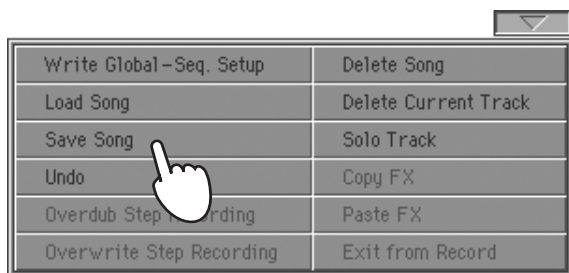 Write Global-Seq. Setup
Load Song
Save Song
Undo
Overdub Step Recording
Overwrite Step Recording
Delete Song
Delete Current Track
Solo Track
Copy FX
Paste FX
Exit from Record